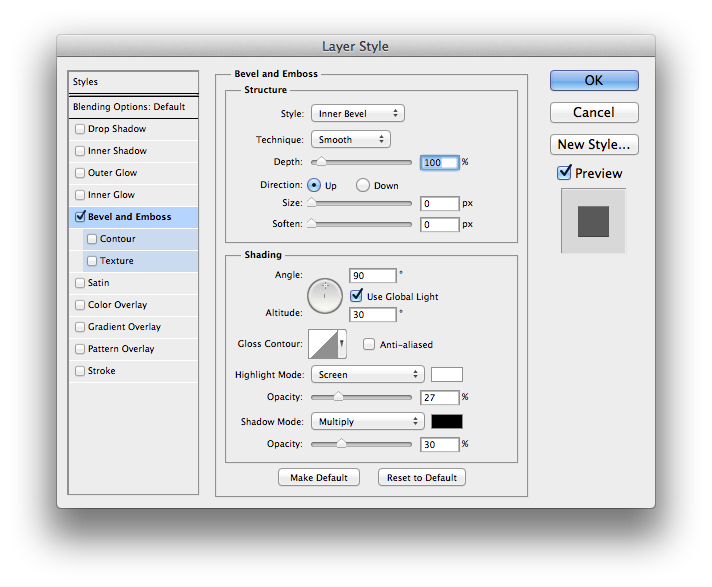 Layer Style
Styles
Blending Options: Default
Drop Shadow
Inner Shadow
Outer Glow
Inner Glow
Bevel and Emboss
Contour
Texture
Satin
Color Overlay
Gradient Overlay
Pattern Overlay
Stroke
Bevel and Emboss
Structure
Style: Inner Bevel
Technique: Smooth
Depth: 100 %
Direction: Up Down
Size: 0 px
Soften: 0 px
Shading
Angle: 90 °
Use Global Light
Altitude: 30 °
Gloss Contour: Anti-aliased
Highlight Mode: Screen
Opacity: 27 %
Shadow Mode: Multiply
Opacity: 30 %
Make Default Reset to Default
OK
Cancel
New Style...
Preview